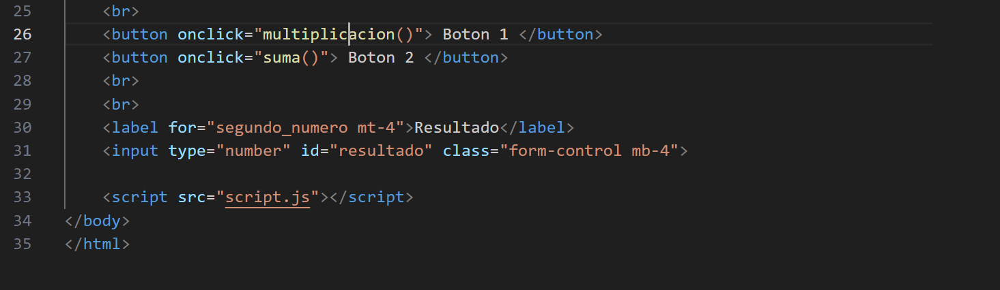 25 <br>
26 <button onclick="multiplicacion()"> Boton 1 </button>
27 <button onclick="suma()"> Boton 2 </button>
28 <br>
29 <br>
30 <label for="segundo_numero mt-4">Resultado</label>
31 <input type="number" id="resultado" class="form-control mb-4">
32
33 <script src="script.js"></script>
34 </body>
35 </html>